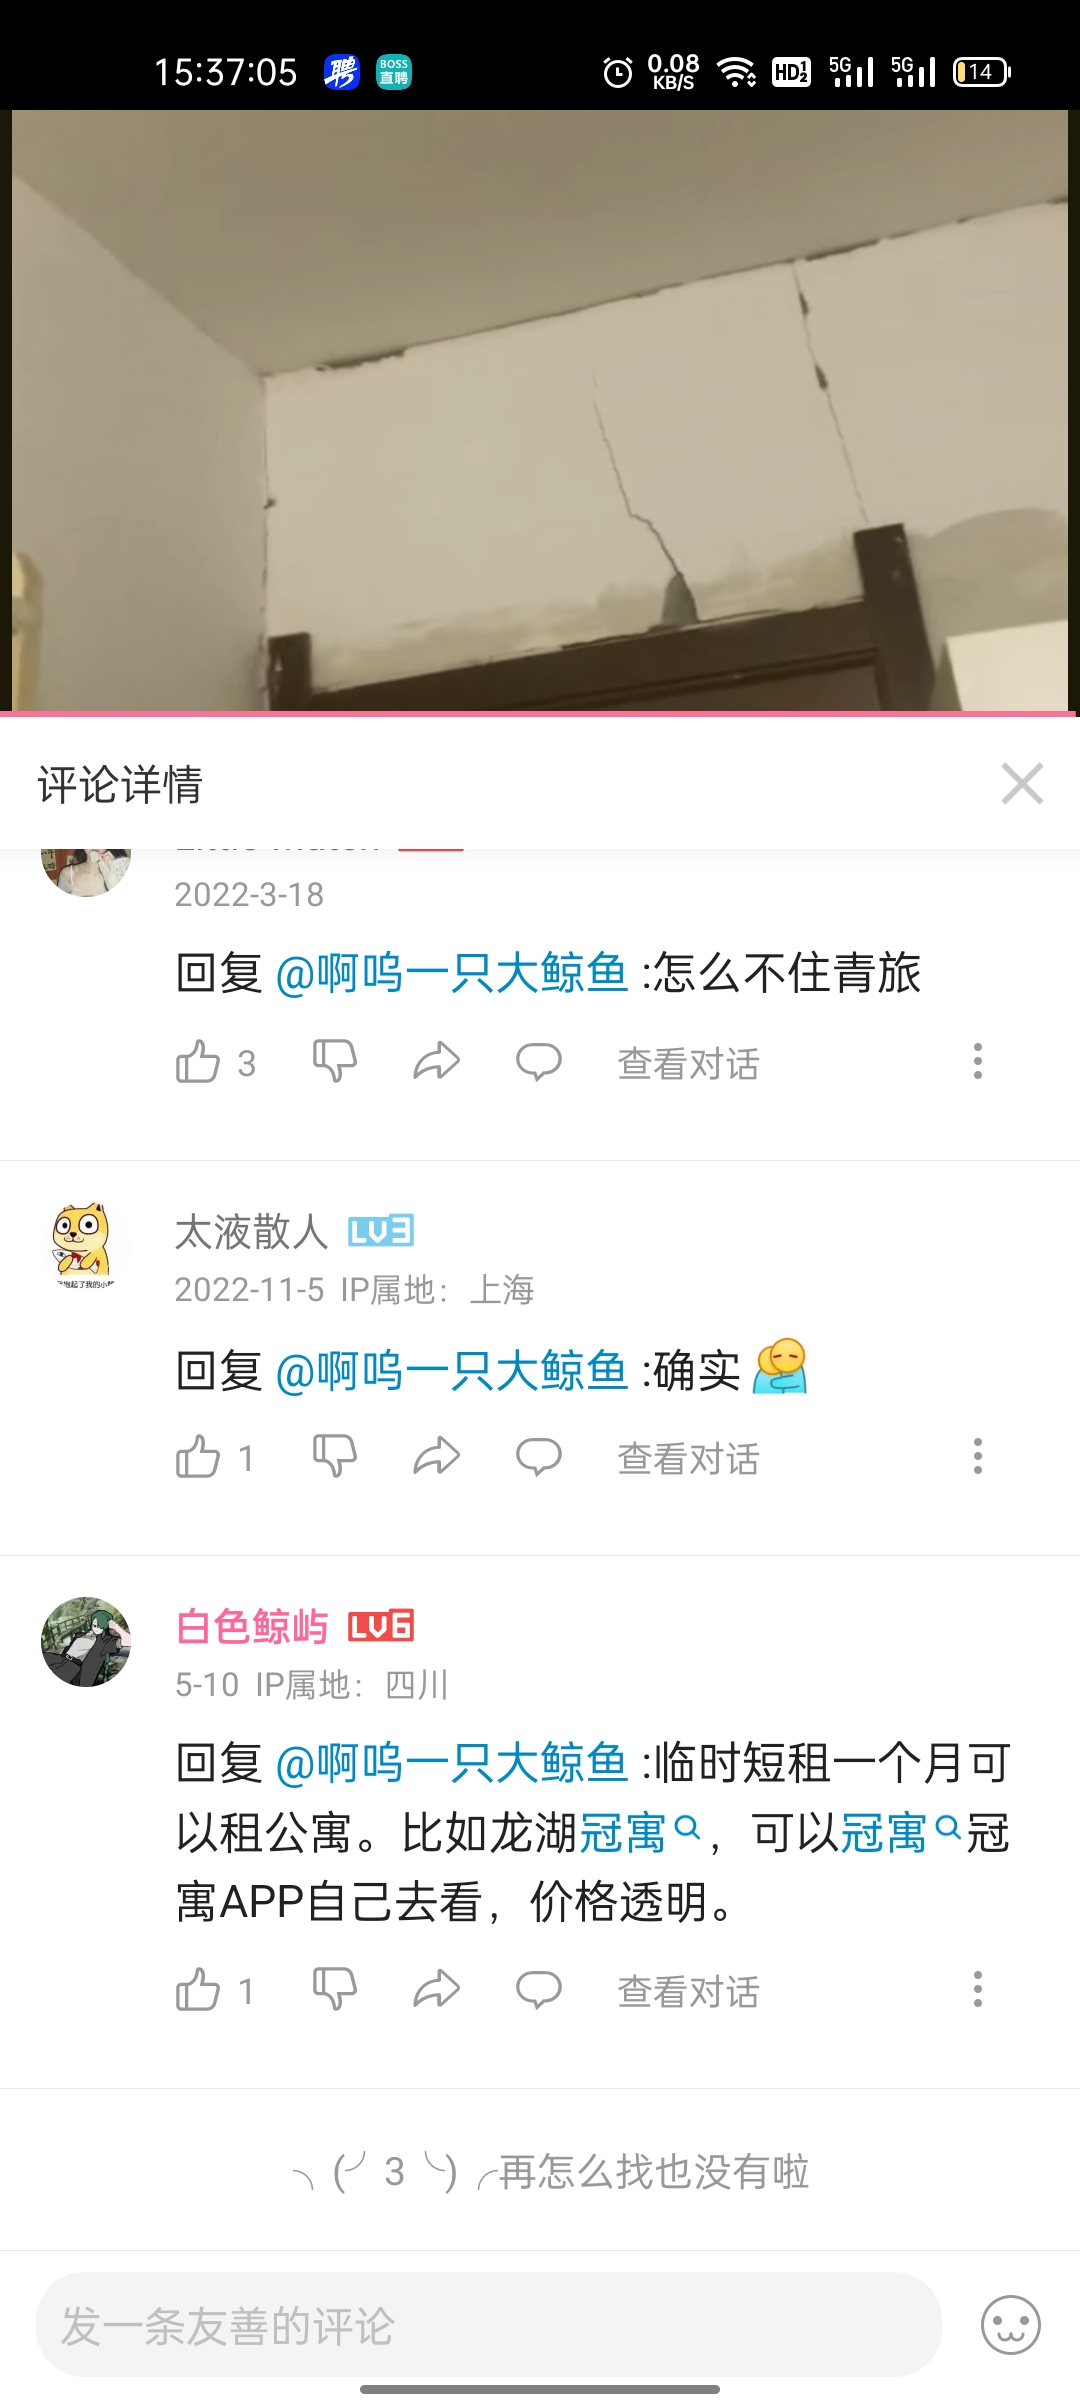 15:37:05 聘 BOSS直聘 0.08 KB/S HD 1 2 5G 5G 14
评论详情
2022-3-18
回复 @啊呜一只大鲸鱼 :怎么不住青旅
3 查看对话
太液散人 LV3
2022-11-5 IP属地：上海
回复 @啊呜一只大鲸鱼 :确实
1 查看对话
白色鲸屿 LV6
5-10 IP属地：四川
回复 @啊呜一只大鲸鱼 :临时短租一个月可
以租公寓。比如龙湖冠寓，可以冠寓冠
寓APP自己去看，价格透明。
1 查看对话
╮(╯3╰)╭再怎么找也没有啦
发一条友善的评论